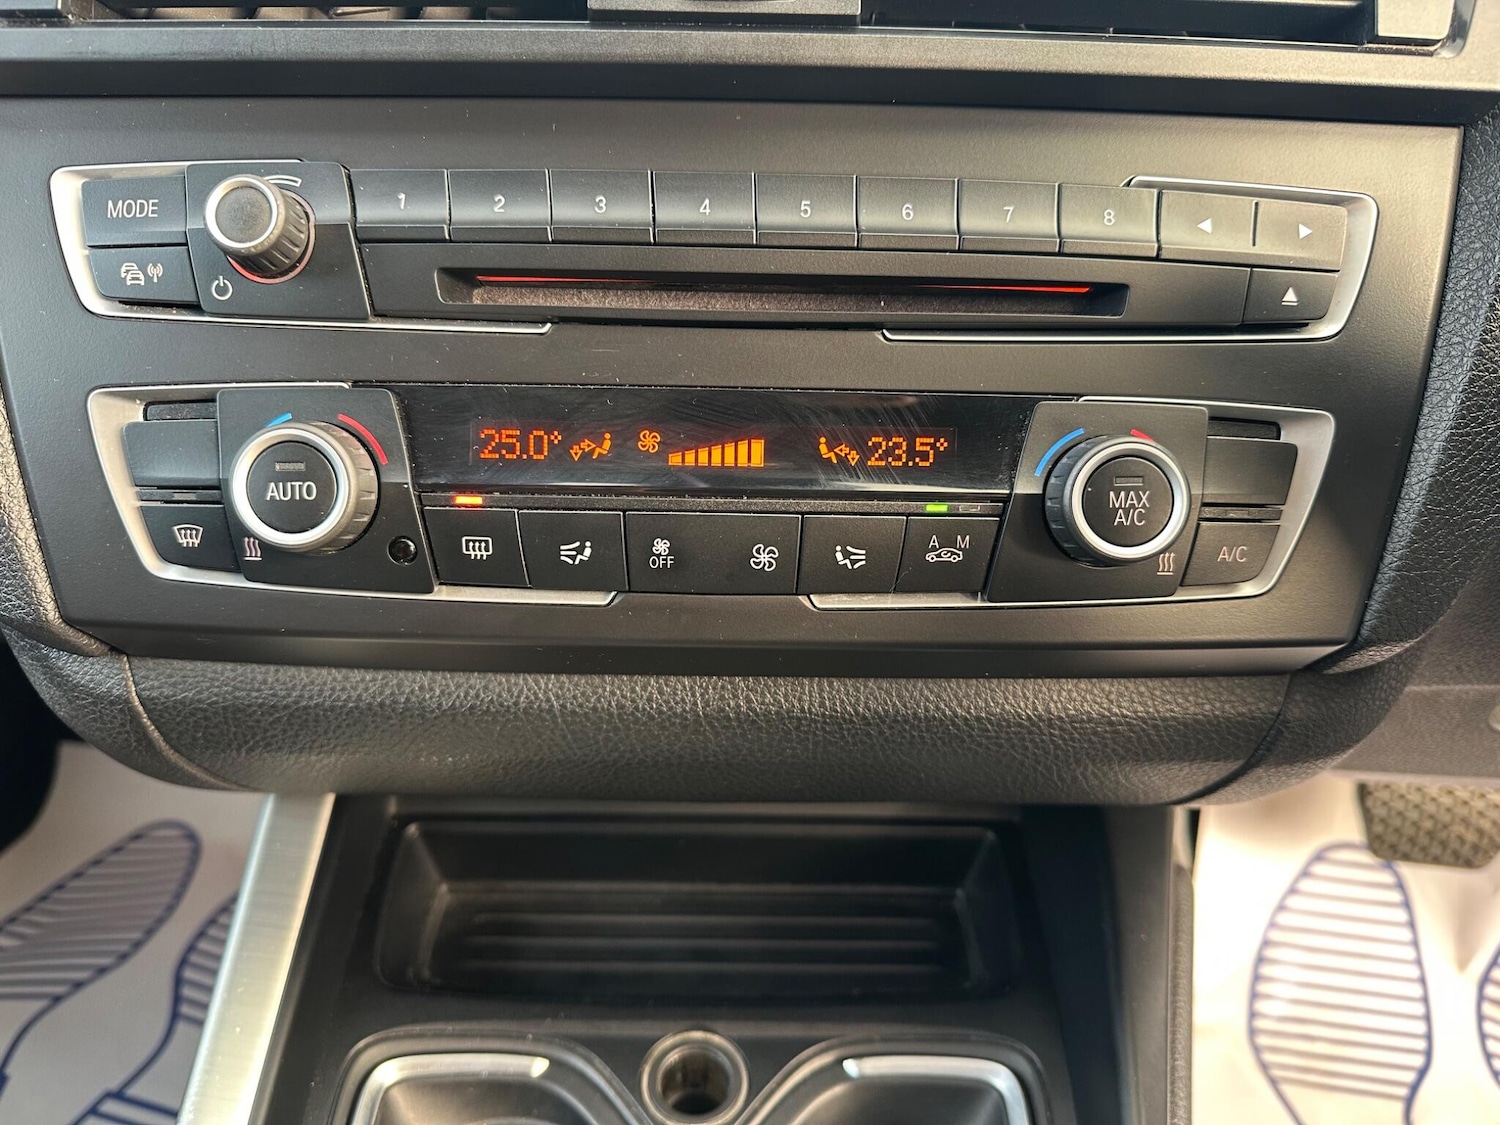 MODE 1 2 3 4 5 6 7 8
25.0° 23.5°
AUTO MAX
A/C
OFF A M A/C